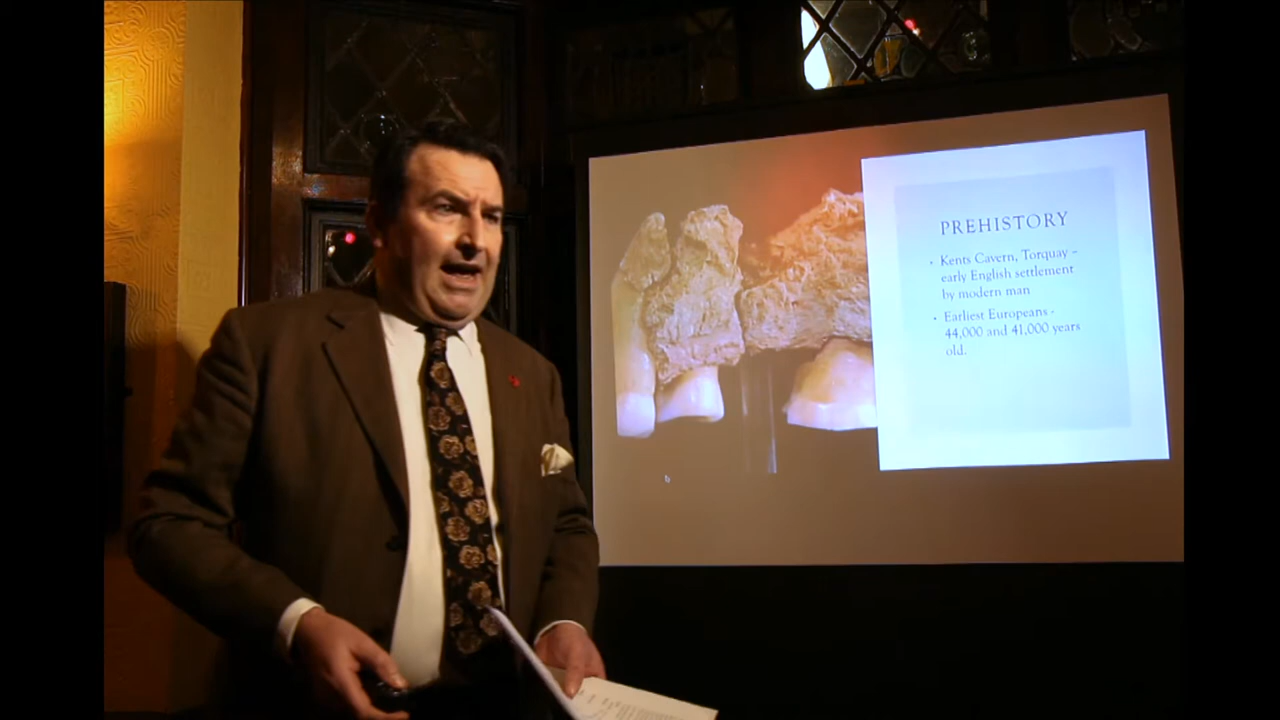 PREHISTORY
• Kents Cavern, Torquay –
early English settlement
by modern man
• Earliest Europeans -
44,000 and 41,000 years
old.